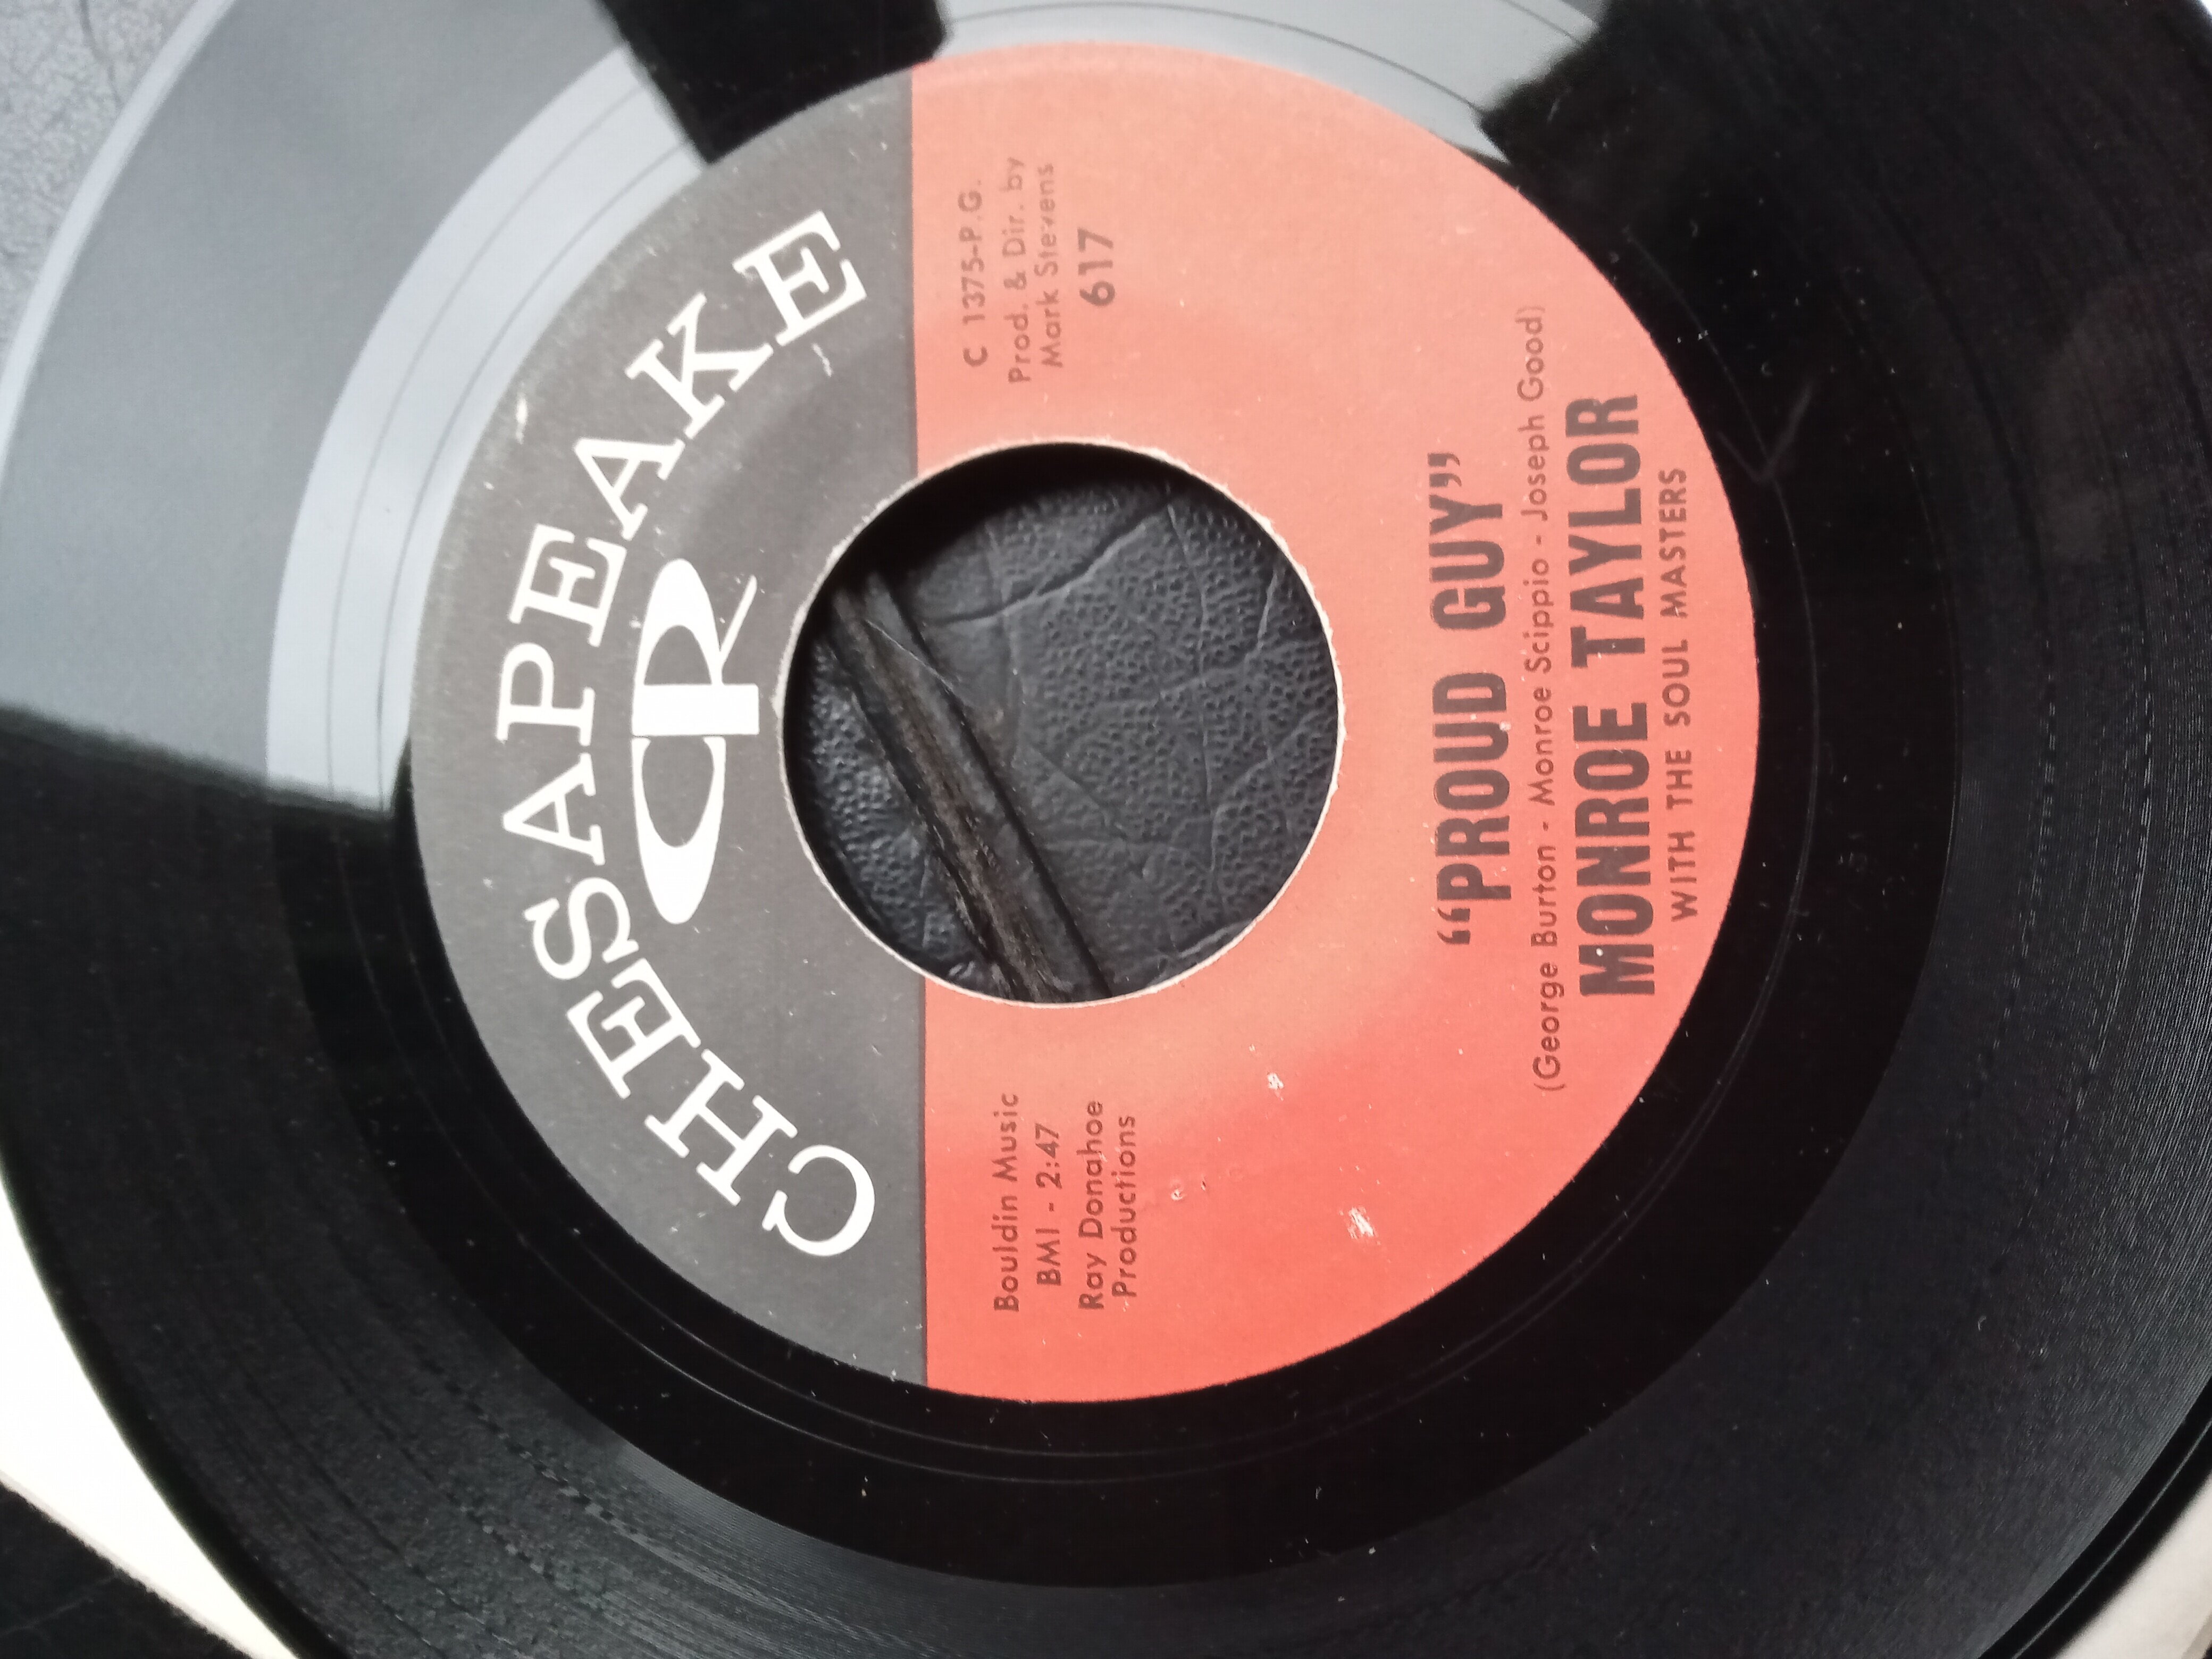 CHESAPEAKE
CR
Bouldin Music
BMI - 2:47
Ray Donahoe
Productions
C 1375-P.G.
Prod. & Dir. by
Mark Stevens
617
“PROUD GUY”
(George Burton - Monroe Scippio - Joseph Good)
MONROE TAYLOR
WITH THE SOUL MASTERS